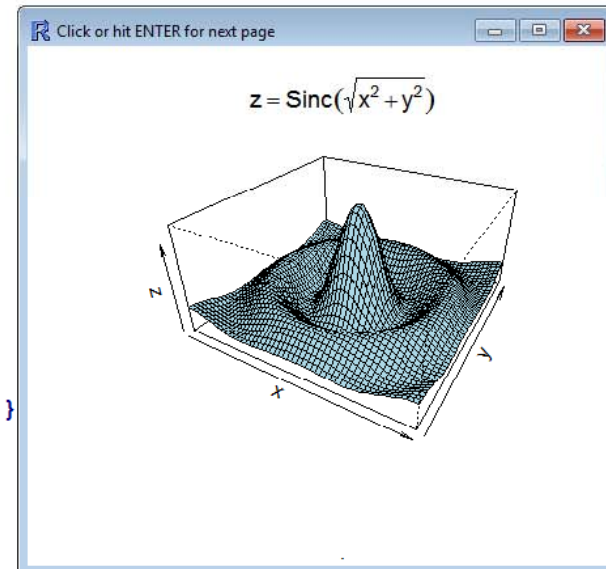 R Click or hit ENTER for next page
z = Sinc(√x² + y²)
z
y
x
}